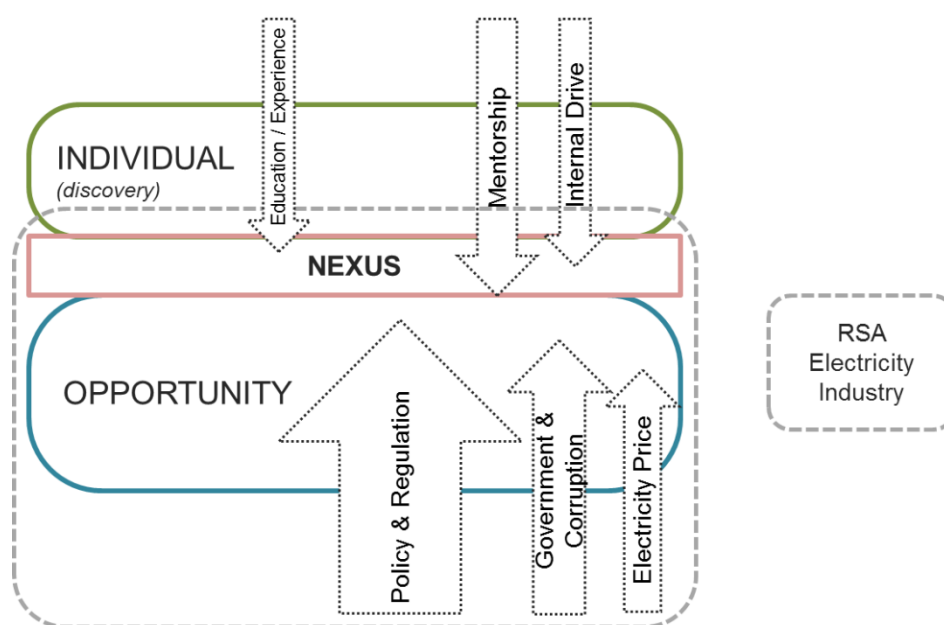 Education / Experience
Mentorship
Internal Drive
INDIVIDUAL
(discovery)
NEXUS
OPPORTUNITY
Policy & Regulation
Government &
Corruption
Electricity Price
RSA
Electricity
Industry